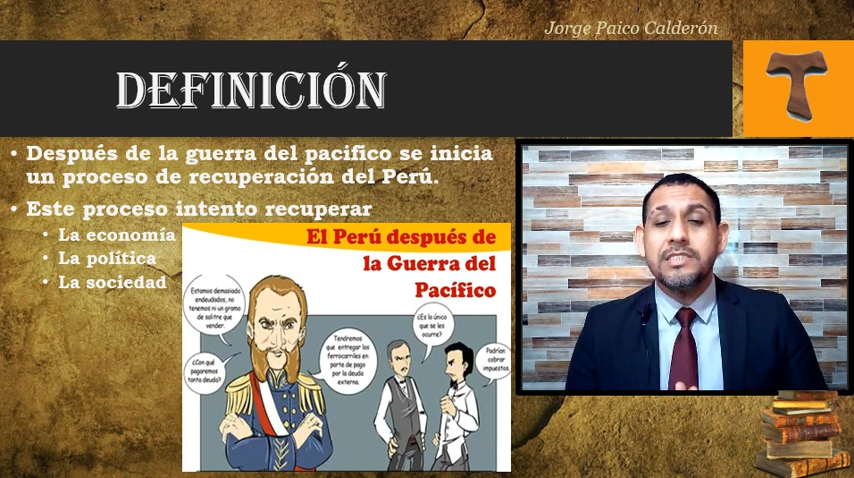 Jorge Paico Calderón
DEFINICIÓN
• Después de la guerra del pacifico se inicia
un proceso de recuperación del Perú.
• Este proceso intento recuperar
• La economía
• La política
• La sociedad
El Perú después de
la Guerra del
Pacífico
Estamos demasiado
endeudados, no
tenemos ni un gramo
de salitre que
vender.
¿Con qué
pagaremos
tanta deuda?
Tendremos
que entregar los
ferrocarriles en
parte de pago
por la deuda
externa.
¿Es lo único
que se les
ocurre?
Podrían
cobrar
impuestos.